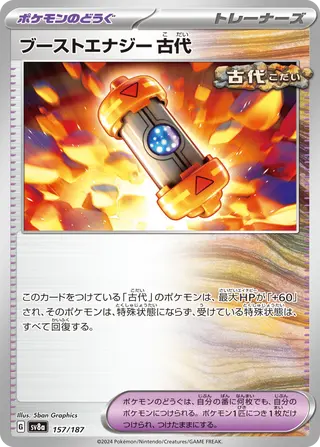 ポケモンのどうぐ
トレーナーズ
ブーストエナジー 古代
古代 こだい
このカードをつけている「古代」のポケモンは、最大HPが「+60」
され、そのポケモンは、特殊状態にならず、受けている特殊状態は、
すべて回復する。
Illus. 5ban Graphics
G sv8a 157/187
ポケモンのどうぐは、自分の番に何枚でも、自分の
ポケモンにつけられる。ポケモン1匹につき1枚だけ
つけられ、つけたままにする。
©2024 Pokémon/Nintendo/Creatures/GAME FREAK.